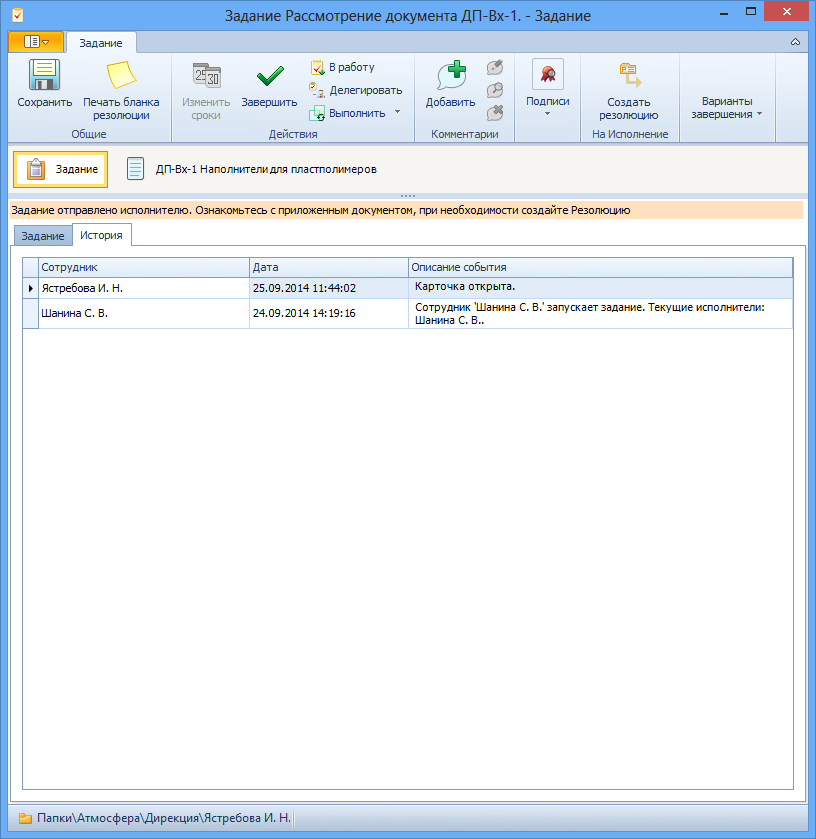 Задание Рассмотрение документа ДП-Вх-1. - Задание
Задание
Сохранить
Печать бланка
резолюции
Общие
Изменить
сроки
Завершить
В работу
Делегировать
Выполнить
Действия
Добавить
Комментарии
Подписи
Создать
резолюцию
На Исполнение
Варианты
завершения
Задание
ДП-Вх-1 Наполнители для пластполимеров
Задание отправлено исполнителю. Ознакомьтесь с приложенным документом, при необходимости создайте Резолюцию
Задание
История
Сотрудник Дата Описание события
Ястребова И. Н. 25.09.2014 11:44:02 Карточка открыта.
Шанина С. В. 24.09.2014 14:19:16 Сотрудник 'Шанина С. В.' запускает задание. Текущие исполнители:
Шанина С. В..
Папки\Атмосфера\Дирекция\Ястребова И. Н.